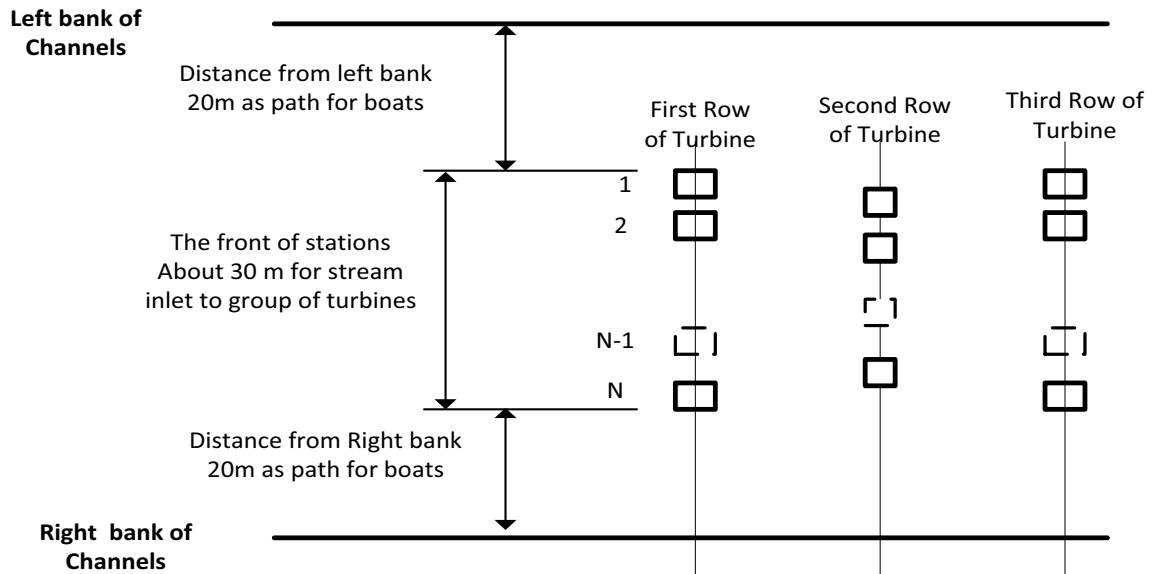 Left bank of
Channels
Distance from left bank
20m as path for boats
First Row
of Turbine
Second Row
of Turbine
Third Row of
Turbine
1
2
The front of stations
About 30 m for stream
inlet to group of turbines
N-1
N
Distance from Right bank
20m as path for boats
Right bank of
Channels